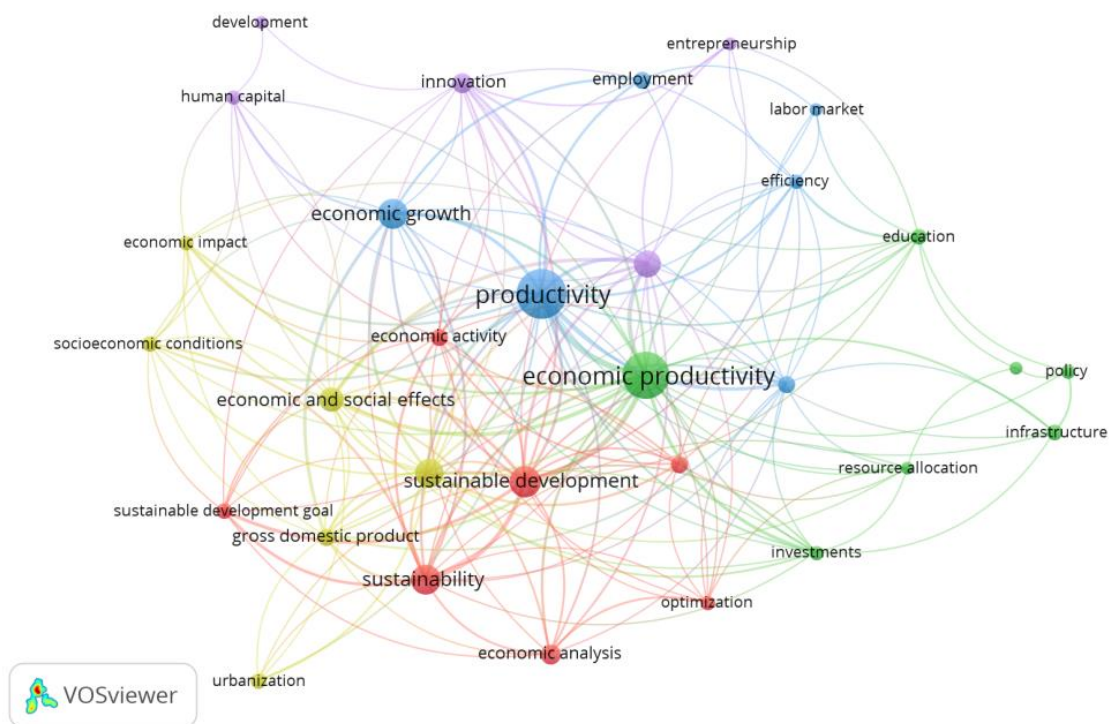 development
entrepreneurship
innovation
employment
human capital
labor market
efficiency
economic growth
education
economic impact
productivity
economic activity
socioeconomic conditions
policy
economic productivity
economic and social effects
infrastructure
resource allocation
sustainable development
sustainable development goal
gross domestic product
investments
sustainability
optimization
economic analysis
urbanization
VOSviewer